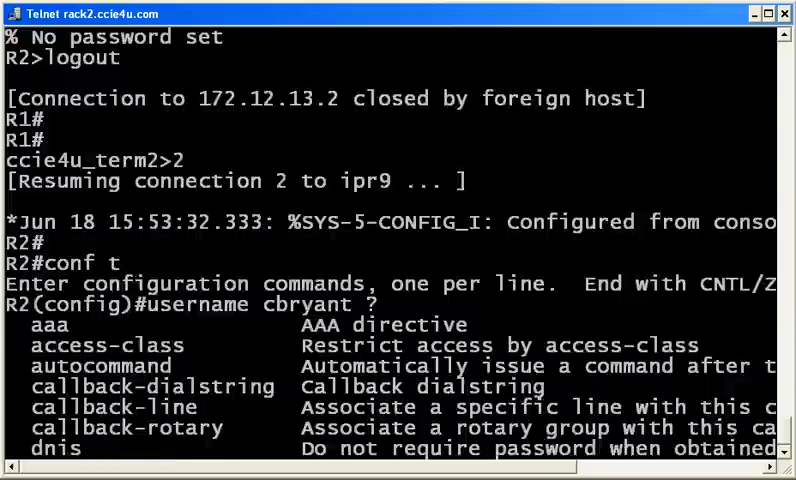 Telnet rack2.ccie4u.com
% No password set
R2>logout
[Connection to 172.12.13.2 closed by foreign host]
R1#
R1#
ccie4u_term2>2
[Resuming connection 2 to ipr9 ... ]
*Jun 18 15:53:32.333: %SYS-5-CONFIG_I: Configured from conso
R2#
R2#conf t
Enter configuration commands, one per line.  End with CNTL/Z
R2(config)#username cbryant ?
  aaa                  AAA directive
  access-class         Restrict access by access-class
  autocommand          Automatically issue a command after t
  callback-dialstring  Callback dialstring
  callback-line        Associate a specific line with this c
  callback-rotary      Associate a rotary group with this ca
  dnis                 Do not require password when obtained